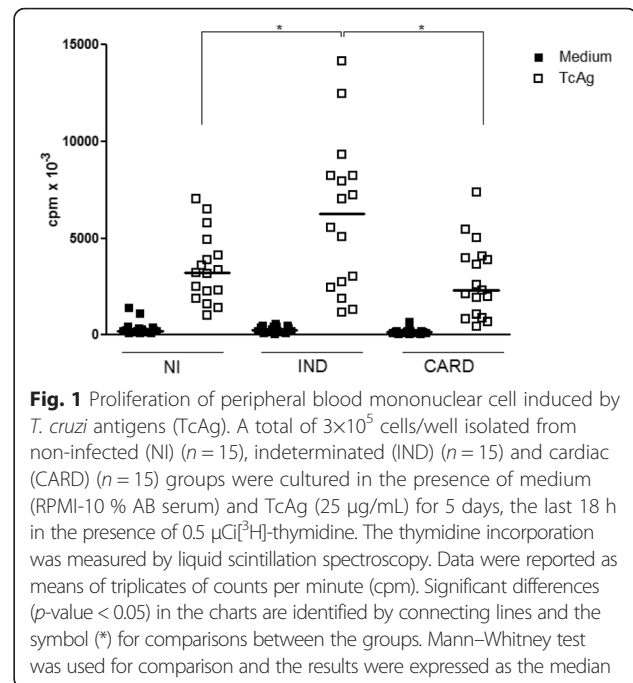 15000
10000
5000
0
cpm x 10⁻³
* *
■ Medium
□ TcAg
NI IND CARD
Fig. 1 Proliferation of peripheral blood mononuclear cell induced by
T. cruzi antigens (TcAg). A total of 3×10⁵ cells/well isolated from
non-infected (NI) (n = 15), indeterminated (IND) (n = 15) and cardiac
(CARD) (n = 15) groups were cultured in the presence of medium
(RPMI-10 % AB serum) and TcAg (25 μg/mL) for 5 days, the last 18 h
in the presence of 0.5 μCi[³H]-thymidine. The thymidine incorporation
was measured by liquid scintillation spectroscopy. Data were reported as
means of triplicates of counts per minute (cpm). Significant differences
(p-value < 0.05) in the charts are identified by connecting lines and the
symbol (*) for comparisons between the groups. Mann–Whitney test
was used for comparison and the results were expressed as the median